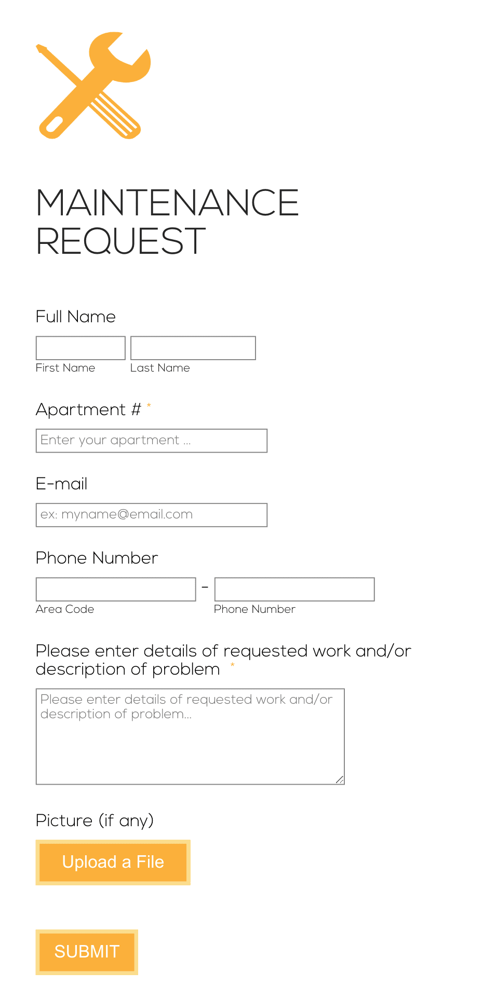 MAINTENANCE
REQUEST
Full Name
First Name Last Name
Apartment # *
Enter your apartment ...
E-mail
ex: myname@email.com
Phone Number
-
Area Code Phone Number
Please enter details of requested work and/or
description of problem *
Please enter details of requested work and/or
description of problem...
Picture (if any)
Upload a File
SUBMIT